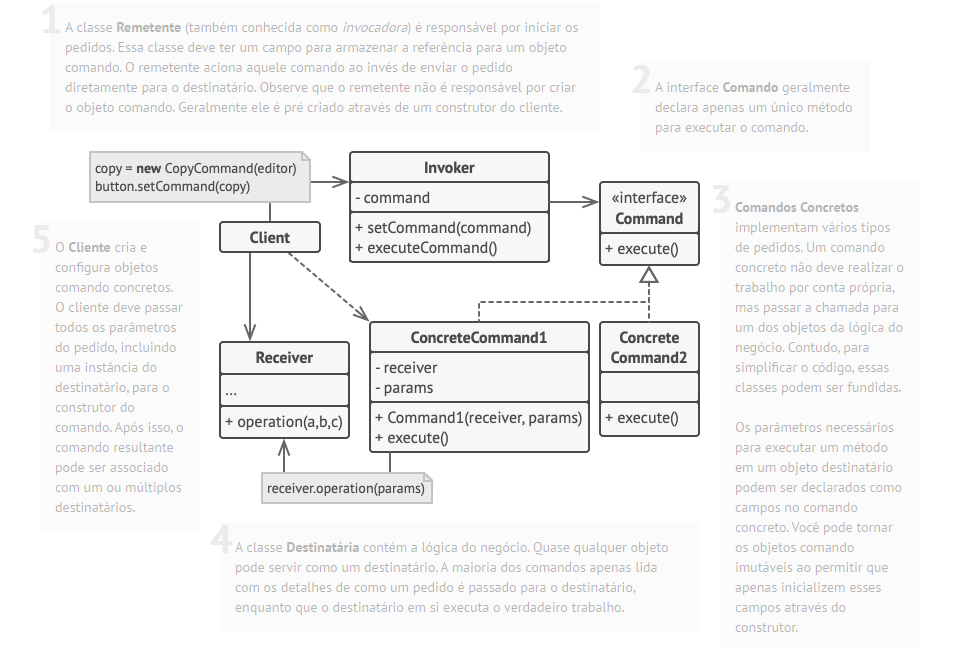 1
A classe Remetente (também conhecida como invocadora) é responsável por iniciar os
pedidos. Essa classe deve ter um campo para armazenar a referência para um objeto
comando. O remetente aciona aquele comando ao invés de enviar o pedido
diretamente para o destinatário. Observe que o remetente não é responsável por criar
o objeto comando. Geralmente ele é pré criado através de um construtor do cliente.
2
A interface Comando geralmente
declara apenas um único método
para executar o comando.
copy = new CopyCommand(editor)
button.setCommand(copy)
Invoker
- command
+ setCommand(command)
+ executeCommand()
«interface»
Command
+ execute()
3
Comandos Concretos
implementam vários tipos
de pedidos. Um comando
concreto não deve realizar o
trabalho por conta própria,
mas passar a chamada para
um dos objetos da lógica do
negócio. Contudo, para
simplificar o código, essas
classes podem ser fundidas.
Os parâmetros necessários
para executar um método
em um objeto destinatário
podem ser declarados como
campos no comando
concreto. Você pode tornar
os objetos comando
imutáveis ao permitir que
apenas inicializem esses
campos através do
construtor.
5
O Cliente cria e
configura objetos
comando concretos.
O cliente deve passar
todos os parâmetros
do pedido, incluindo
uma instância do
destinatário, para o
construtor do
comando. Após isso, o
comando resultante
pode ser associado
com um ou múltiplos
destinatários.
Client
Receiver
...
+ operation(a,b,c)
ConcreteCommand1
- receiver
- params
+ Command1(receiver, params)
+ execute()
Concrete
Command2
+ execute()
receiver.operation(params)
4
A classe Destinatária contém a lógica do negócio. Quase qualquer objeto
pode servir como um destinatário. A maioria dos comandos apenas lida
com os detalhes de como um pedido é passado para o destinatário,
enquanto que o destinatário em si executa o verdadeiro trabalho.